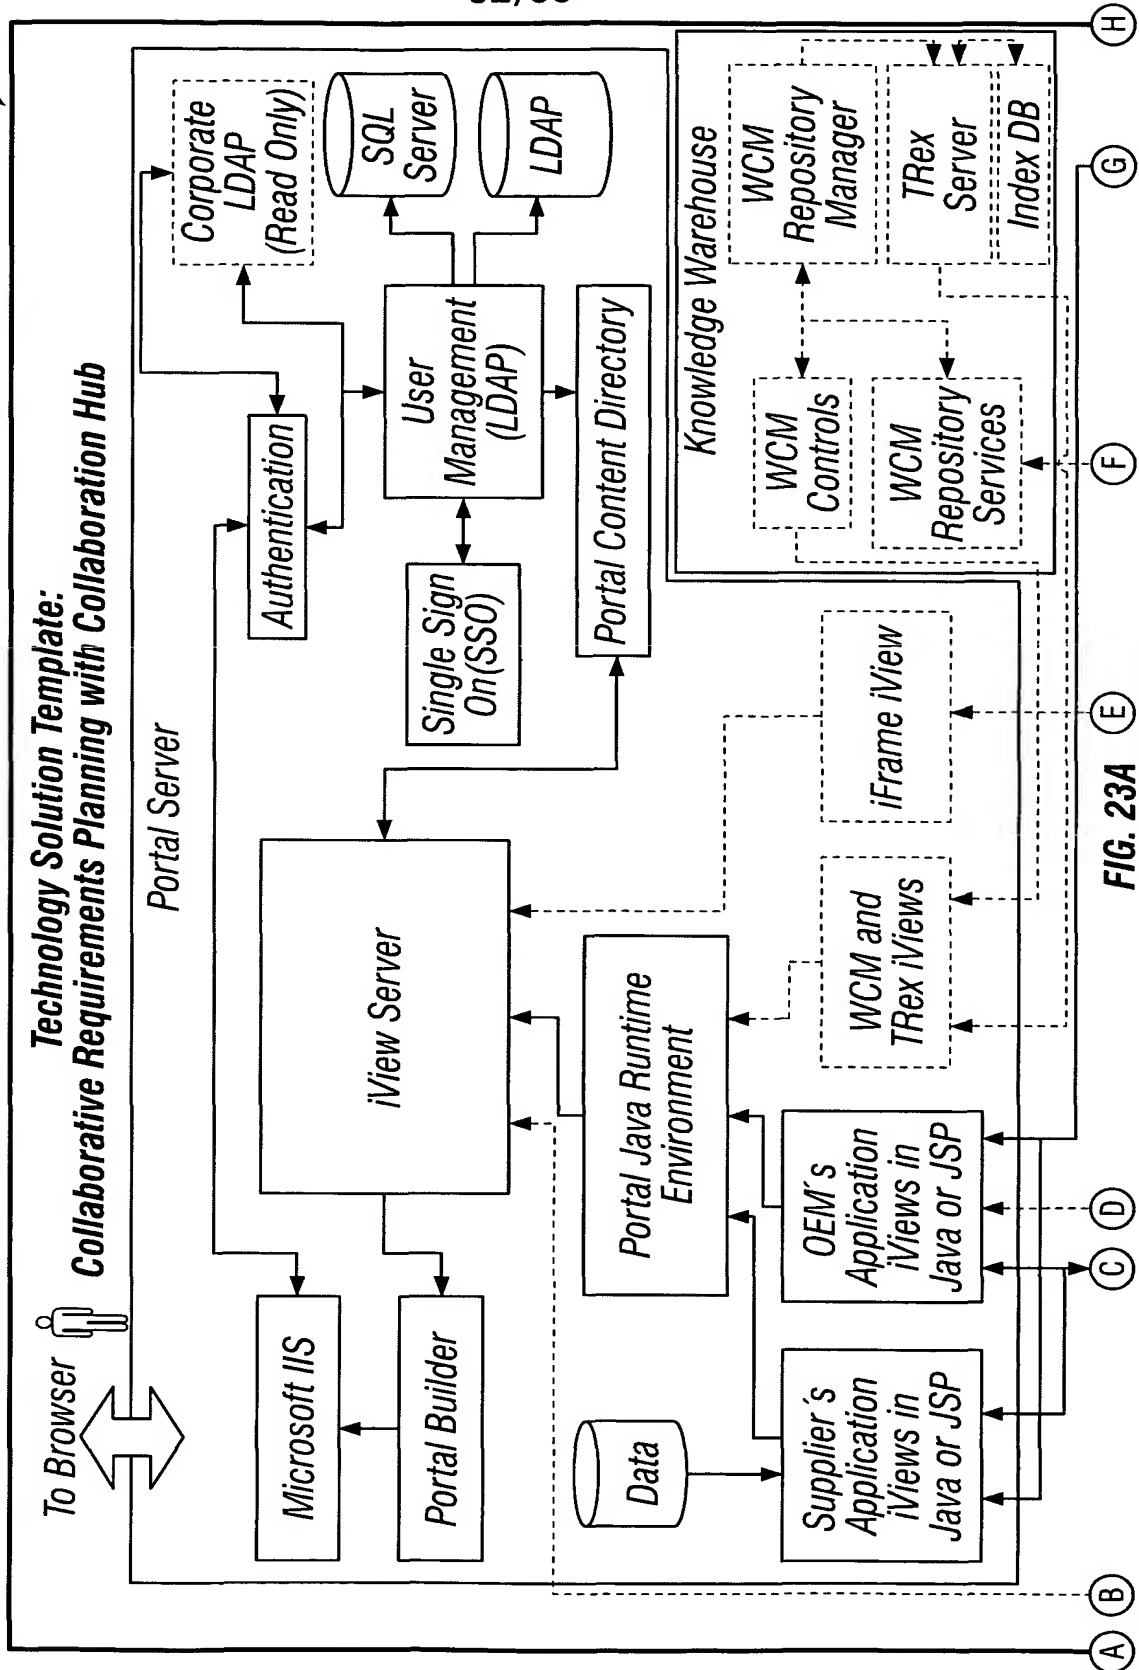 Technology Solution Template:
Collaborative Requirements Planning with Collaboration Hub
To Browser
Portal Server
Microsoft IIS
Portal Builder
iView Server
Authentication
Corporate
LDAP
(Read Only)
SQL
Server
LDAP
User
Management
(LDAP)
Single Sign
On(SSO)
Portal Content Directory
Data
Portal Java Runtime
Environment
Supplier's
Application
iViews in
Java or JSP
OEM's
Application
iViews in
Java or JSP
WCM and
TRex iViews
iFrame iView
Knowledge Warehouse
WCM
Controls
WCM
Repository
Services
WCM
Repository
Manager
TRex
Server
Index DB
A
B
C
D
E
F
G
H
FIG. 23A